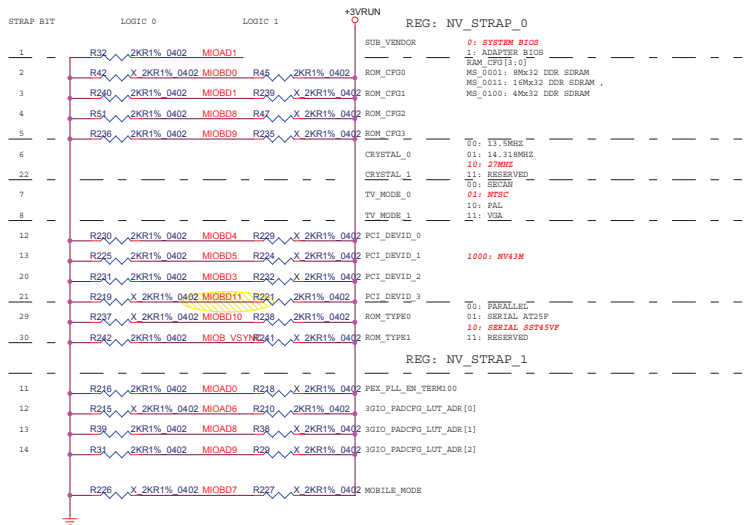 +3VRUN
STRAP BIT LOGIC 0 LOGIC 1 REG: NV_STRAP_0
SUB_VENDOR 0: SYSTEM BIOS
1 R32 2KR1%_0402 MIOAD1 1: ADAPTER BIOS
RAM_CFG[3:0]
2 R42 X_2KR1%_0402 MIOBD0 R45 2KR1%_0402 ROM_CFG0 MS_0001: 8Mx32 DDR SDRAM
MS_0011: 16Mx32 DDR SDRAM ,
3 R240 2KR1%_0402 MIOBD1 R239 X_2KR1%_0402 ROM_CFG1 MS_0100: 4Mx32 DDR SDRAM
4 R51 2KR1%_0402 MIOBD8 R47 X_2KR1%_0402 ROM_CFG2
5 R236 2KR1%_0402 MIOBD9 R235 X_2KR1%_0402 ROM_CFG3
00: 13.5MHZ
6 CRYSTAL_0 01: 14.318MHZ
10: 27MHZ
22 CRYSTAL_1 11: RESERVED
00: SECAN
7 TV_MODE_0 01: NTSC
10: PAL
8 TV_MODE_1 11: VGA
12 R230 2KR1%_0402 MIOBD4 R229 X_2KR1%_0402 PCI_DEVID_0
13 R225 2KR1%_0402 MIOBD5 R224 X_2KR1%_0402 PCI_DEVID_1 1000: NV43M
20 R231 2KR1%_0402 MIOBD3 R232 X_2KR1%_0402 PCI_DEVID_2
21 R219 X_2KR1%_0402 MIOBD11 R221 2KR1%_0402 PCI_DEVID_3
00: PARALLEL
29 R237 X_2KR1%_0402 MIOBD10 R238 2KR1%_0402 ROM_TYPE0 01: SERIAL AT25F
10: SERIAL SST45VF
30 R242 X_2KR1%_0402 MIOB_VSYNC R241 X_2KR1%_0402 ROM_TYPE1 11: RESERVED
REG: NV_STRAP_1
11 R216 2KR1%_0402 MIOAD0 R218 X_2KR1%_0402 PEX_PLL_EN_TERM100
12 R215 X_2KR1%_0402 MIOAD6 R210 2KR1%_0402 3GIO_PADCFG_LUT_ADR[0]
13 R39 2KR1%_0402 MIOAD8 R38 X_2KR1%_0402 3GIO_PADCFG_LUT_ADR[1]
14 R31 2KR1%_0402 MIOAD9 R29 X_2KR1%_0402 3GIO_PADCFG_LUT_ADR[2]
R226 X_2KR1%_0402 MIOBD7 R227 X_2KR1%_0402 MOBILE_MODE